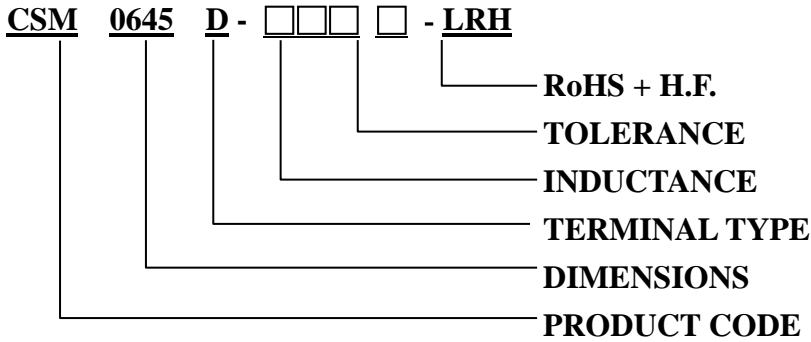 CSM 0645 D - □□□ □ - LRH
RoHS + H.F.
TOLERANCE
INDUCTANCE
TERMINAL TYPE
DIMENSIONS
PRODUCT CODE